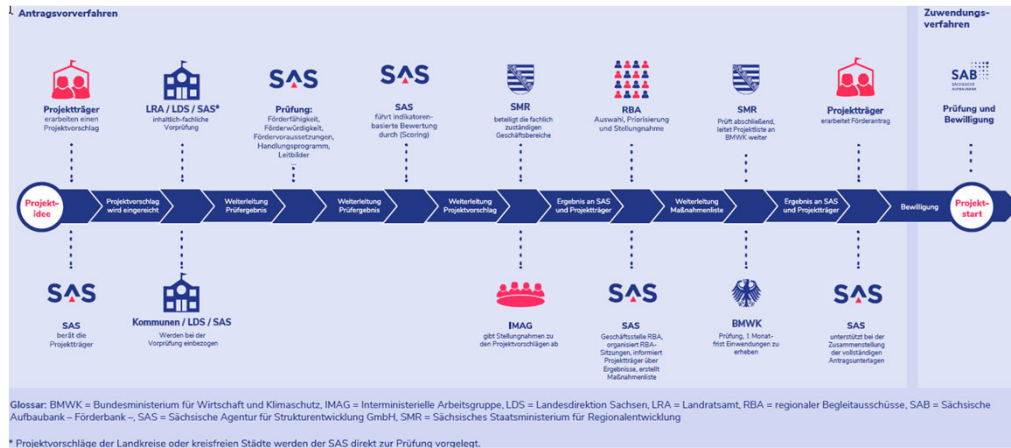 Antragsvorverfahren
Zuwendungs-
verfahren
Projektträger
erarbeiten einen
Projektvorschlag
LRA / LDS / SAS*
inhaltlich-fachliche
Vorprüfung
SAS
Prüfung:
Förderfähigkeit,
Förderwürdigkeit,
Fördervoraussetzungen,
Handlungsprogramm,
Leitbilder
...
SAS
SAS
führt indikatoren-
basierte Bewertung
durch (Scoring)
SMR
beteiligt die fachlich
zuständigen
Geschäftsbereiche
RBA
Auswahl, Priorisierung
und Stellungnahme
SMR
Prüft abschließend,
leitet Projektliste an
BMWK weiter
Projektträger
erarbeitet Förderantrag
SAB
SÄCHSISCHE
AUFBAUBANK
Prüfung und
Bewilligung
Projekt-
idee
Projektvorschlag
wird eingereicht
Weiterleitung
Prüfergebnis
Weiterleitung
Prüfergebnis
Weiterleitung
Projektvorschlag
Ergebnis an SAS
und Projektträger
Weiterleitung
Maßnahmenliste
Ergebnis an SAS
und Projektträger
Bewilligung
Projekt-
start
SAS
SAS
berät die
Projektträger
Kommunen / LDS / SAS
Werden bei der
Vorprüfung einbezogen
IMAG
gibt Stellungnahmen zu
den Projektvorschlägen ab
SAS
SAS
Geschäftsstelle RBA,
organisiert RBA-
Sitzungen, informiert
Projektträger über
Ergebnisse, erstellt
Maßnahmenliste
BMWK
Prüfung, 1. Monat-
frist Einwendungen zu
erheben
SAS
SAS
unterstützt bei der
Zusammenstellung
der vollständigen
Antragsunterlagen
Glossar: BMWK = Bundesministerium für Wirtschaft und Klimaschutz, IMAG = Interministerielle Arbeitsgruppe, LDS = Landesdirektion Sachsen, LRA = Landratsamt, RBA = regionaler Begleitausschüsse, SAB = Sächsische
Aufbaubank – Förderbank –, SAS = Sächsische Agentur für Strukturentwicklung GmbH, SMR = Sächsisches Staatsministerium für Regionalentwicklung
* Projektvorschläge der Landkreise oder kreisfreien Städte werden der SAS direkt zur Prüfung vorgelegt.